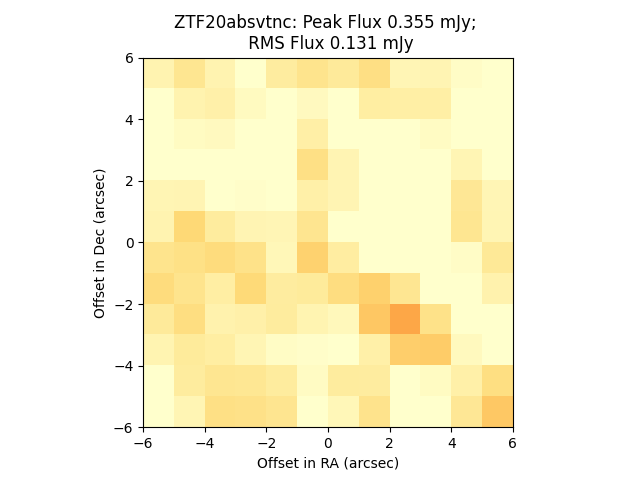 ZTF20absvtnc: Peak Flux 0.355 mJy;
RMS Flux 0.131 mJy
6
4
2
0
−2
−4
−6
Offset in Dec (arcsec)
−6 −4 −2 0 2 4 6
Offset in RA (arcsec)